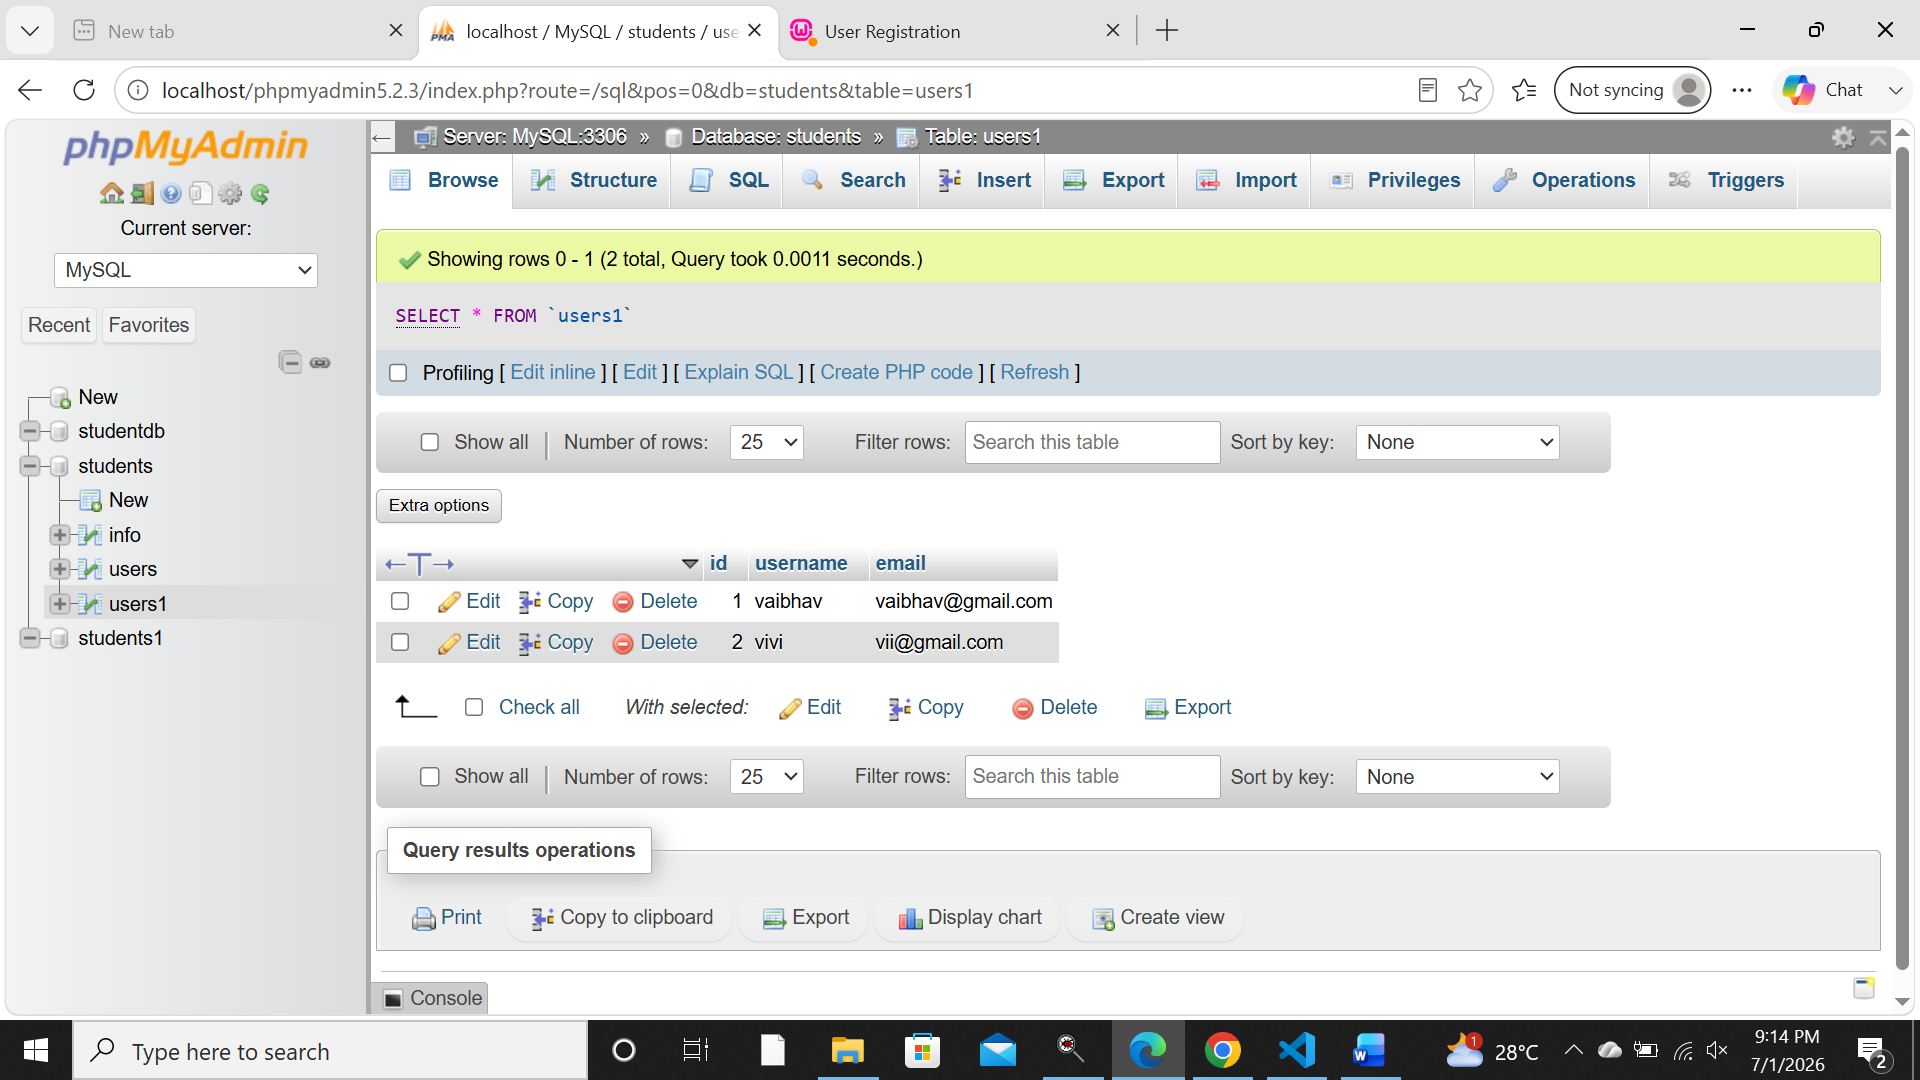 New tab
localhost / MySQL / students / use
User Registration
localhost/phpmyadmin5.2.3/index.php?route=/sql&pos=0&db=students&table=users1
Not syncing
Chat
phpMyAdmin
Current server:
MySQL
Recent
Favorites
New
studentdb
students
New
info
users
users1
students1
Server: MySQL:3306 » Database: students » Table: users1
Browse
Structure
SQL
Search
Insert
Export
Import
Privileges
Operations
Triggers
Showing rows 0 - 1 (2 total, Query took 0.0011 seconds.)
SELECT * FROM `users1`
Profiling [ Edit inline ] [ Edit ] [ Explain SQL ] [ Create PHP code ] [ Refresh ]
Show all | Number of rows: 25 Filter rows: Search this table Sort by key: None
Extra options
←T→ id username email
Edit Copy Delete 1 vaibhav vaibhav@gmail.com
Edit Copy Delete 2 vivi vii@gmail.com
Check all With selected: Edit Copy Delete Export
Show all | Number of rows: 25 Filter rows: Search this table Sort by key: None
Query results operations
Print Copy to clipboard Export Display chart Create view
Console
Type here to search
1
28°C
9:14 PM
7/1/2026
2